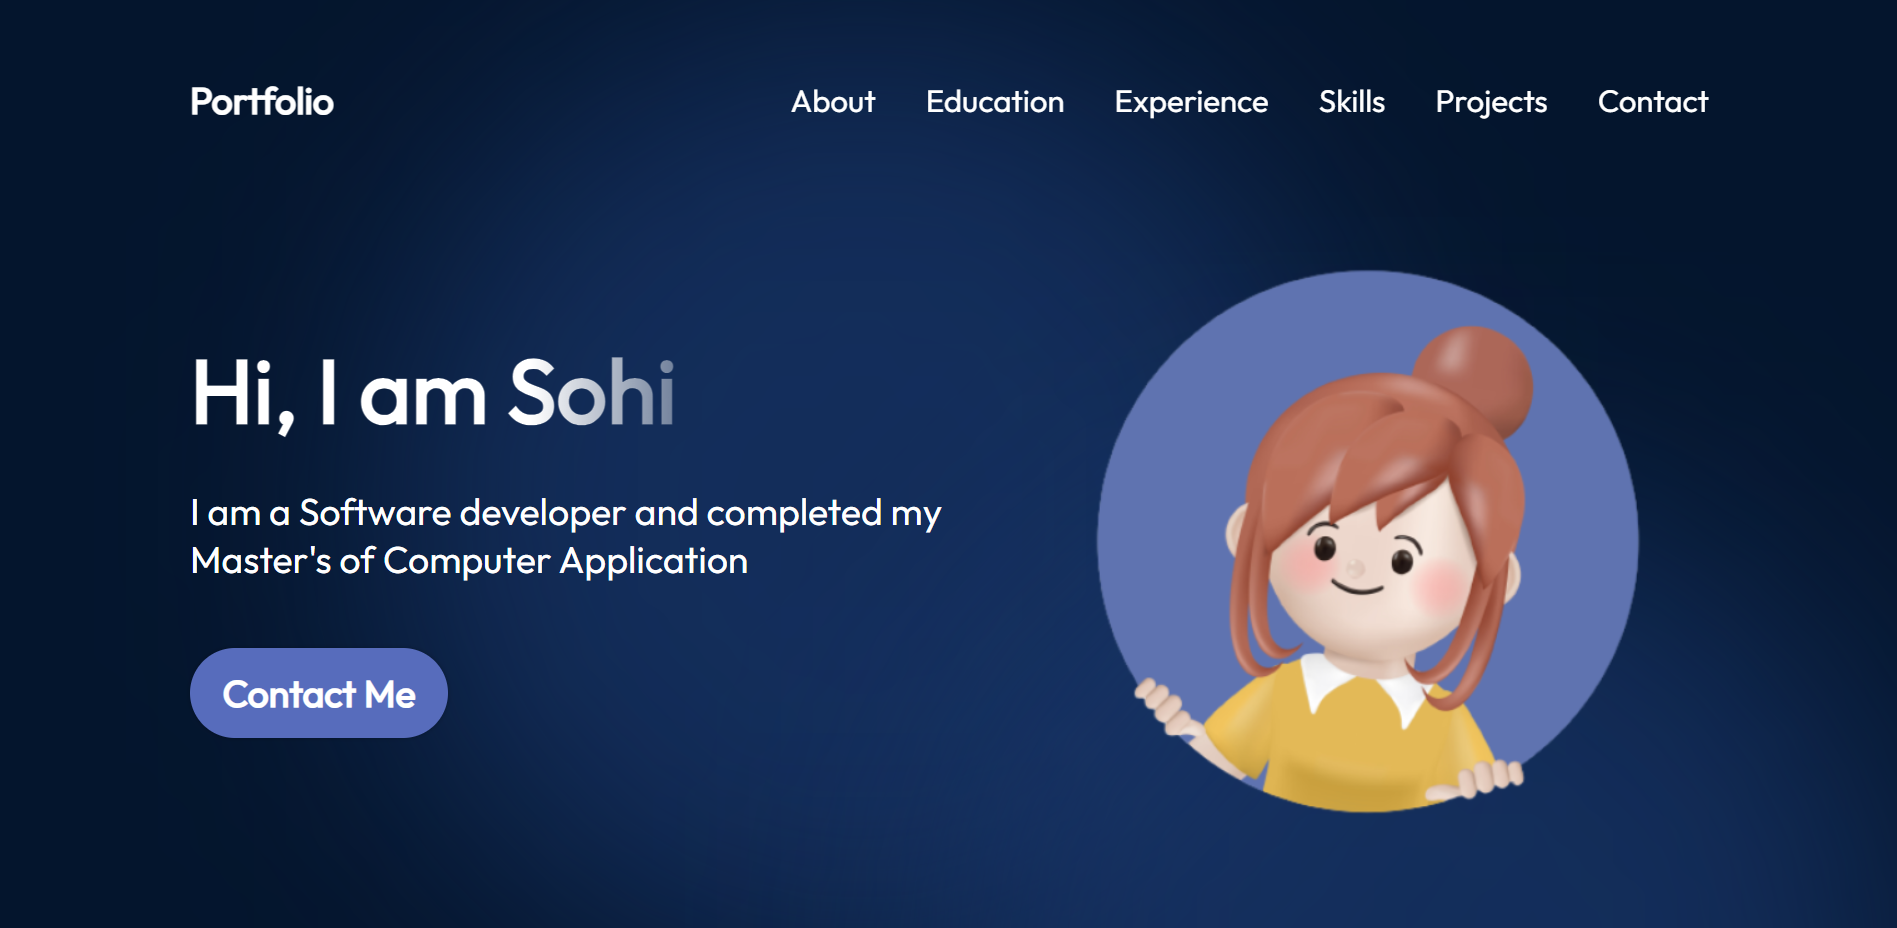 Portfolio
About Education Experience Skills Projects Contact
Hi, I am Sohi
I am a Software developer and completed my
Master's of Computer Application
Contact Me